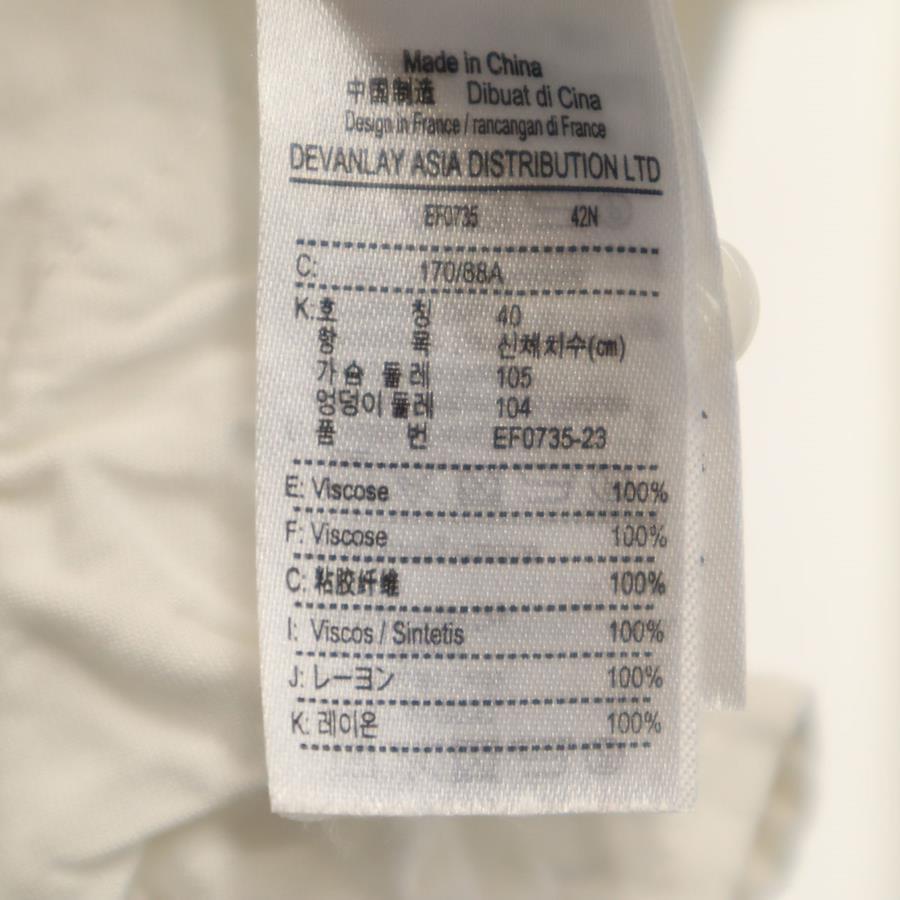 Made in China
中国制造 Dibuat di Cina
Design in France / rancangan di France
DEVANLAY ASIA DISTRIBUTION LTD
EF0735 42N
C: 170/88A
K:호 칭 40
항 목 신체치수(cm)
가슴 둘레 105
엉덩이 둘레 104
품 번 EF0735-23
E: Viscose 100%
F: Viscose 100%
C: 粘胶纤维 100%
I: Viscos / Sintetis 100%
J: レーヨン 100%
K: 레이온 100%